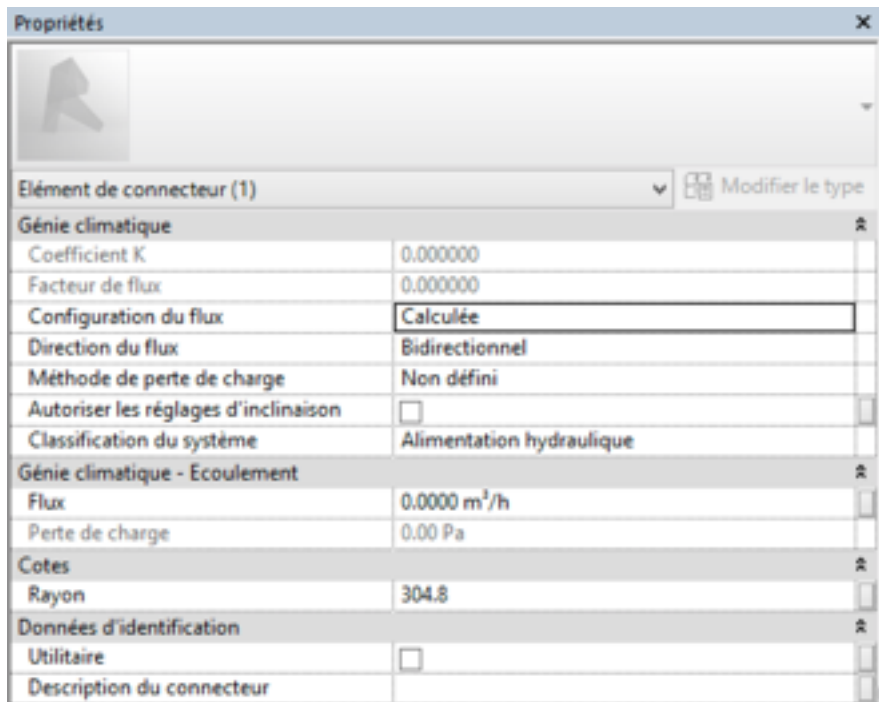 Propriétés
Elément de connecteur (1) Modifier le type
Génie climatique
Coefficient K 0.000000
Facteur de flux 0.000000
Configuration du flux Calculée
Direction du flux Bidirectionnel
Méthode de perte de charge Non défini
Autoriser les réglages d'inclinaison
Classification du système Alimentation hydraulique
Génie climatique - Ecoulement
Flux 0.0000 m³/h
Perte de charge 0.00 Pa
Cotes
Rayon 304.8
Données d'identification
Utilitaire
Description du connecteur